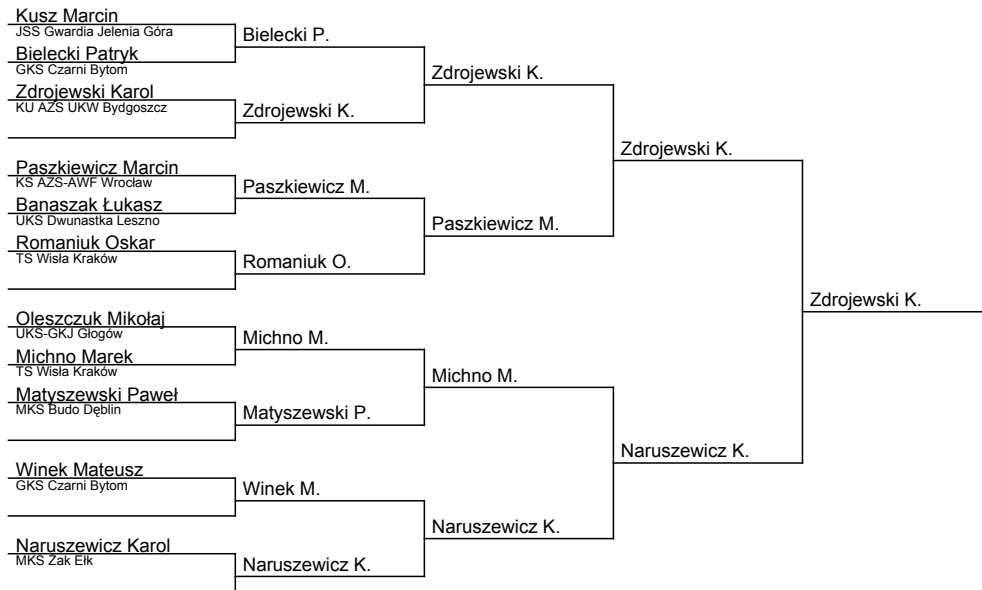 Kusz Marcin
JSS Gwardia Jelenia Góra
Bielecki P.
Bielecki Patryk
GKS Czarni Bytom
Zdrojewski K.
Zdrojewski Karol
KU AZS UKW Bydgoszcz
Zdrojewski K.
Zdrojewski K.
Paszkiewicz Marcin
KS AZS-AWF Wrocław
Paszkiewicz M.
Banaszak Łukasz
UKS Dwunastka Leszno
Paszkiewicz M.
Romaniuk Oskar
TS Wisła Kraków
Romaniuk O.
Zdrojewski K.
Oleszczuk Mikołaj
UKS-GKJ Głogów
Michno M.
Michno Marek
TS Wisła Kraków
Michno M.
Matyszewski Paweł
MKS Budo Dęblin
Matyszewski P.
Naruszewicz K.
Winek Mateusz
GKS Czarni Bytom
Winek M.
Naruszewicz K.
Naruszewicz Karol
MKS Żak Ełk
Naruszewicz K.